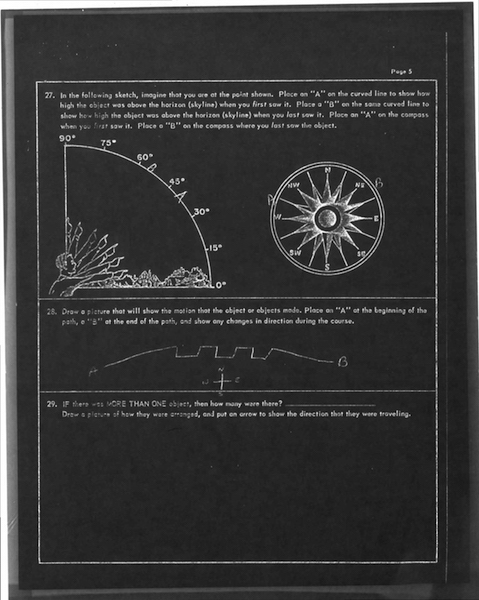 Page 5
27. In the following sketch, imagine that you are at the point shown. Place an "A" on the curved line to show how
high the object was above the horizon (skyline) when you first saw it. Place a "B" on the same curved line to
show how high the object was above the horizon (skyline) when you last saw it. Place an "A" on the compass
when you first saw it. Place a "B" on the compass where you last saw the object.
90°
75°
60°
B
45°
A
30°
15°
0°
N
NE
B
E
SE
S
SW
W
A
NW
28. Draw a picture that will show the motion that the object or objects made. Place an "A" at the beginning of the
path, a "B" at the end of the path, and show any changes in direction during the course.
A
B
N
W E
S
29. IF there was MORE THAN ONE object, then how many were there?
Draw a picture of how they were arranged, and put an arrow to show the direction that they were traveling.